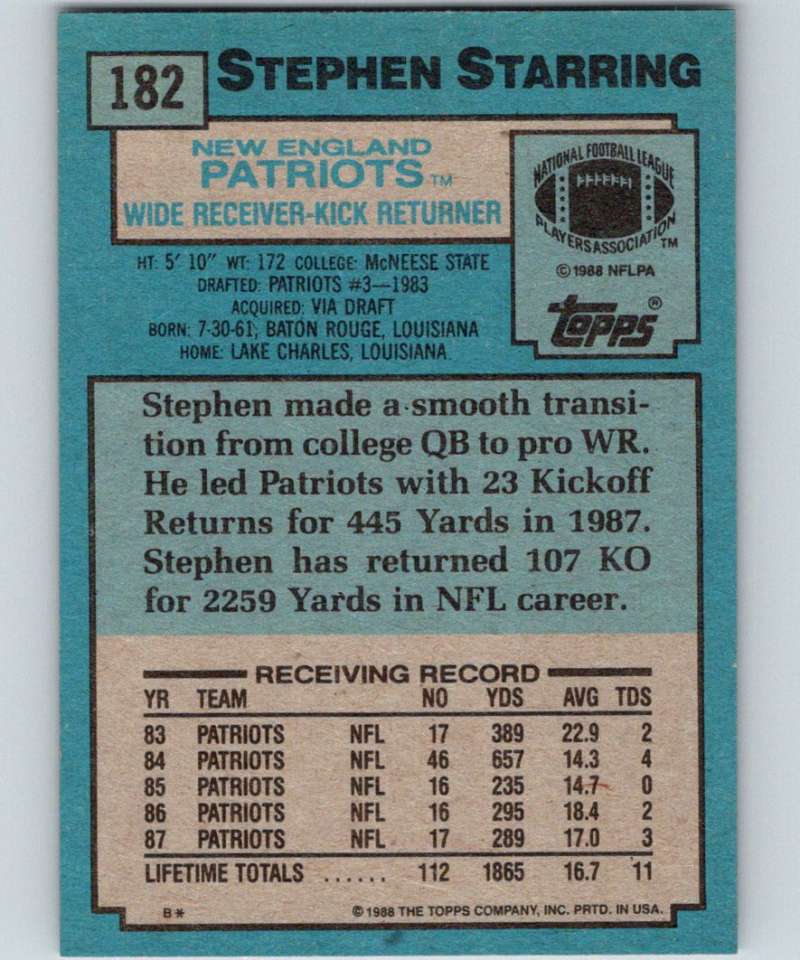 182
STEPHEN STARRING
NEW ENGLAND
PATRIOTS TM
WIDE RECEIVER-KICK RETURNER
NATIONAL FOOTBALL LEAGUE
PLAYERS ASSOCIATION TM
© 1988 NFLPA
topps ®
HT: 5' 10" WT: 172 COLLEGE: McNEESE STATE
DRAFTED: PATRIOTS #3—1983
ACQUIRED: VIA DRAFT
BORN: 7-30-61, BATON ROUGE, LOUISIANA
HOME: LAKE CHARLES, LOUISIANA
Stephen made a smooth transi-
tion from college QB to pro WR.
He led Patriots with 23 Kickoff
Returns for 445 Yards in 1987.
Stephen has returned 107 KO
for 2259 Yards in NFL career.
RECEIVING RECORD
YR TEAM NO YDS AVG TDS
83 PATRIOTS NFL 17 389 22.9 2
84 PATRIOTS NFL 46 657 14.3 4
85 PATRIOTS NFL 16 235 14.7 0
86 PATRIOTS NFL 16 295 18.4 2
87 PATRIOTS NFL 17 289 17.0 3
LIFETIME TOTALS ...... 112 1865 16.7 11
B* © 1988 THE TOPPS COMPANY, INC. PRTD. IN USA.